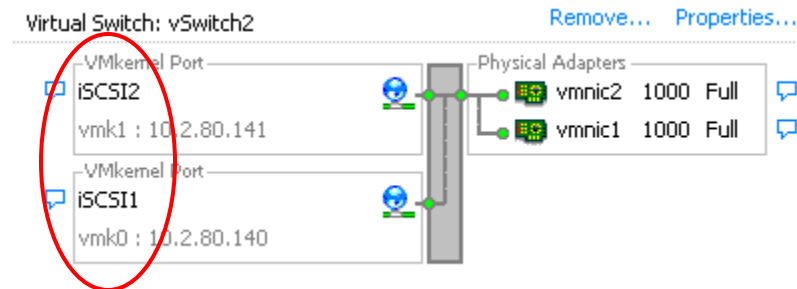 Virtual Switch: vSwitch2 Remove... Properties...
VMkernel Port Physical Adapters
iSCSI2 vmnic2 1000 Full
vmk1 : 10.2.80.141 vmnic1 1000 Full
VMkernel Port
iSCSI1
vmk0 : 10.2.80.140